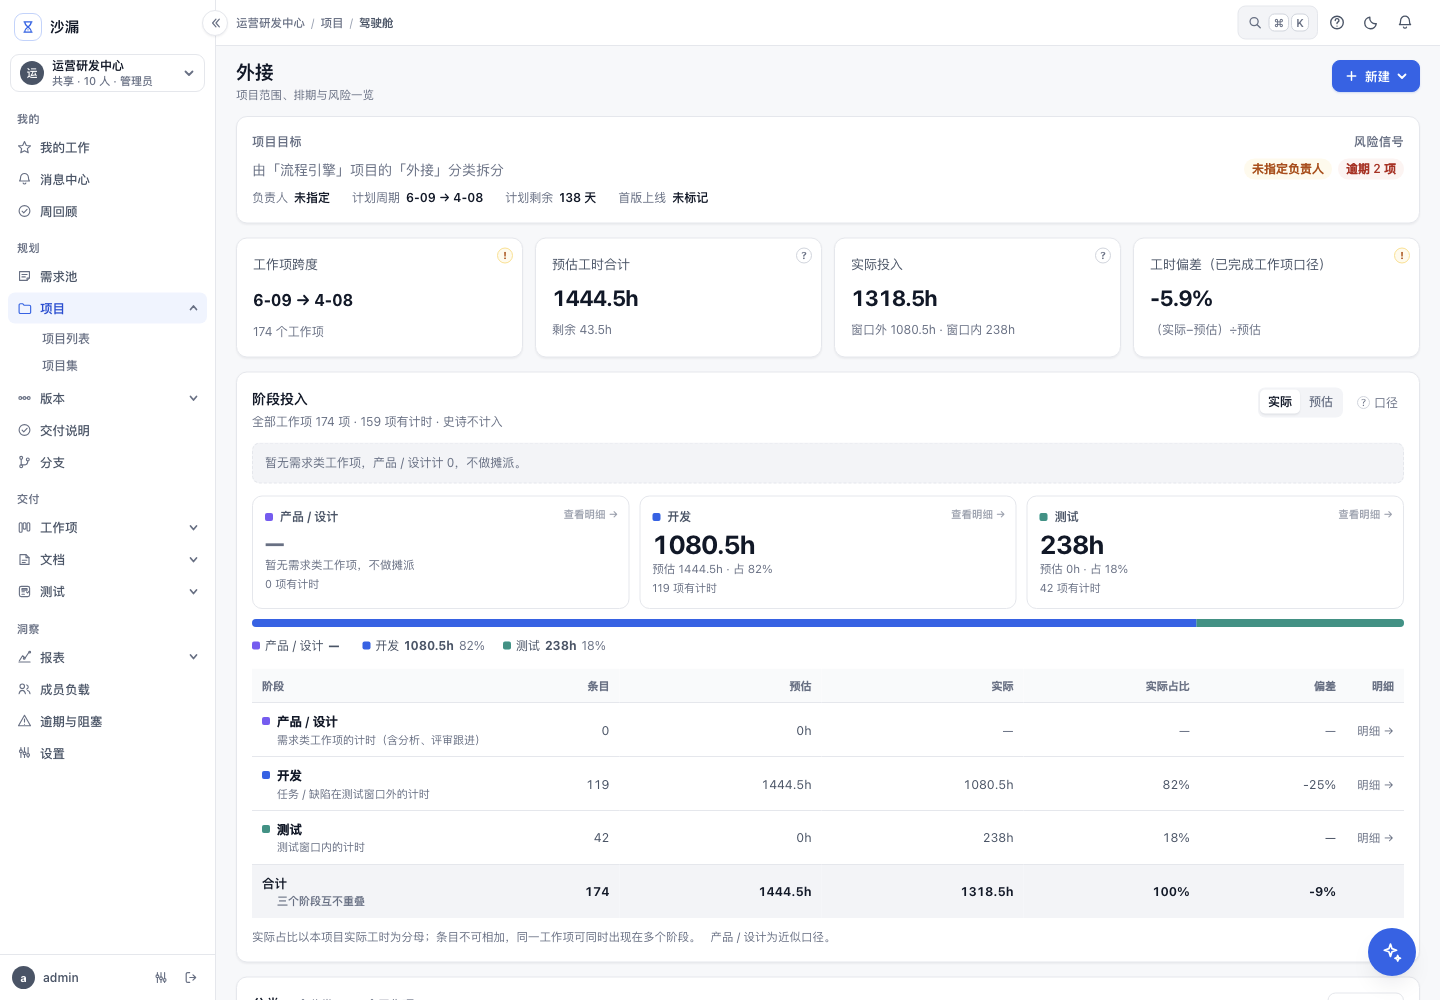 沙漏
运营研发中心 / 项目 / 驾驶舱
⌘ K
运
运营研发中心
共享 · 10 人 · 管理员
我的
我的工作
消息中心
周回顾
规划
需求池
项目
项目列表
项目集
版本
交付说明
分支
交付
工作项
文档
测试
洞察
报表
成员负载
逾期与阻塞
设置
a admin
外接
项目范围、排期与风险一览
新建
项目目标
风险信号
由「流程引擎」项目的「外接」分类拆分
未指定负责人 逾期 2 项
负责人 未指定 计划周期 6-09 → 4-08 计划剩余 138 天 首版上线 未标记
工作项跨度 !
6-09 → 4-08
174 个工作项
预估工时合计 ?
1444.5h
剩余 43.5h
实际投入 ?
1318.5h
窗口外 1080.5h · 窗口内 238h
工时偏差（已完成工作项口径） !
-5.9%
（实际−预估）÷预估
阶段投入
全部工作项 174 项 · 159 项有计时 · 史诗不计入
实际 预估 ? 口径
暂无需求类工作项，产品 / 设计计 0，不做摊派。
产品 / 设计 查看明细 →
—
暂无需求类工作项，不做摊派
0 项有计时
开发 查看明细 →
1080.5h
预估 1444.5h · 占 82%
119 项有计时
测试 查看明细 →
238h
预估 0h · 占 18%
42 项有计时
产品 / 设计 — 开发 1080.5h 82% 测试 238h 18%
阶段 条目 预估 实际 实际占比 偏差 明细
产品 / 设计 0 0h — — — 明细 →
需求类工作项的计时（含分析、评审跟进）
开发 119 1444.5h 1080.5h 82% -25% 明细 →
任务 / 缺陷在测试窗口外的计时
测试 42 0h 238h 18% — 明细 →
测试窗口内的计时
合计 174 1444.5h 1318.5h 100% -9%
三个阶段互不重叠
实际占比以本项目实际工时为分母；条目不可相加，同一工作项可同时出现在多个阶段。 产品 / 设计为近似口径。